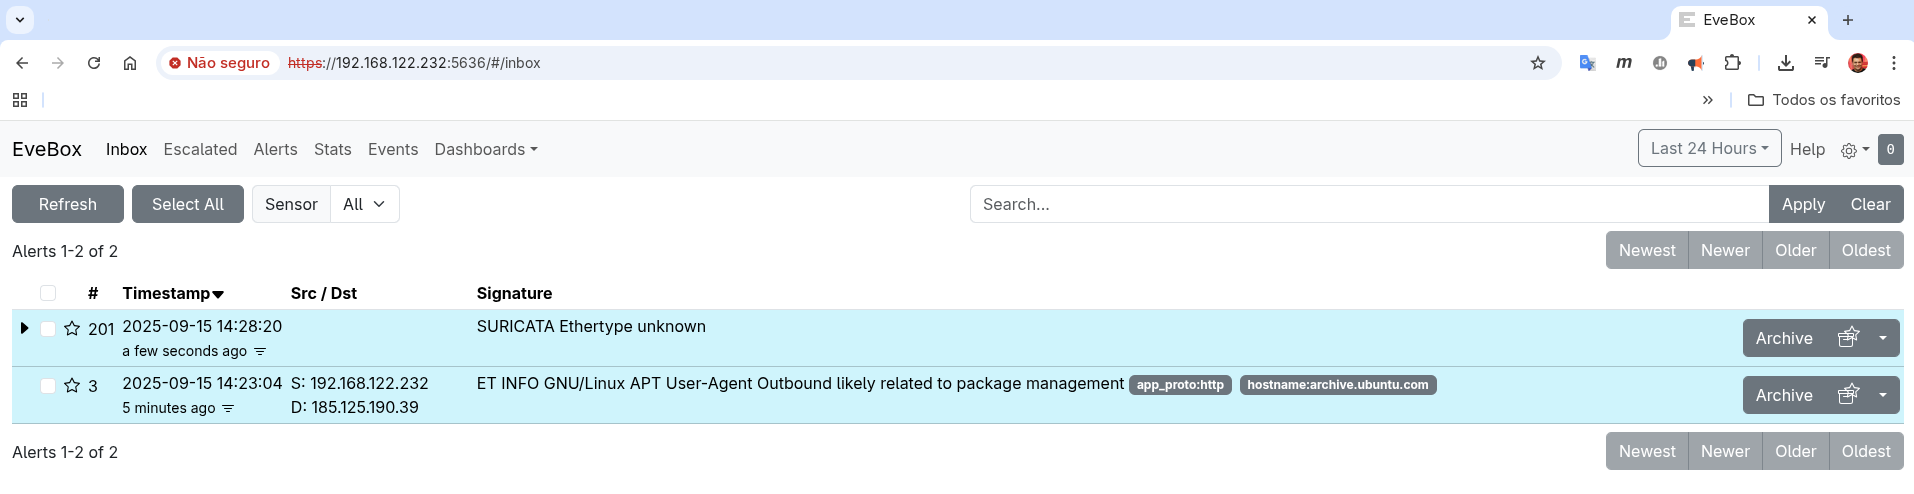 EveBox
Não seguro https://192.168.122.232:5636/#/inbox
Todos os favoritos
EveBox Inbox Escalated Alerts Stats Events Dashboards Last 24 Hours Help 0
Refresh Select All Sensor All Search... Apply Clear
Alerts 1-2 of 2 Newest Newer Older Oldest
# Timestamp Src / Dst Signature
201 2025-09-15 14:28:20 SURICATA Ethertype unknown Archive
a few seconds ago
3 2025-09-15 14:23:04 S: 192.168.122.232 ET INFO GNU/Linux APT User-Agent Outbound likely related to package management app_proto:http hostname:archive.ubuntu.com Archive
5 minutes ago D: 185.125.190.39
Alerts 1-2 of 2 Newest Newer Older Oldest